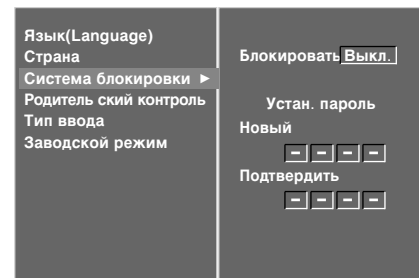 Язык(Language)
Страна
Система блокировки ►
Родитель ский контроль
Тип ввода
Заводской режим
Блокировать Выкл.
Устан. пароль
Новый
– – – –
Подтвердить
– – – –